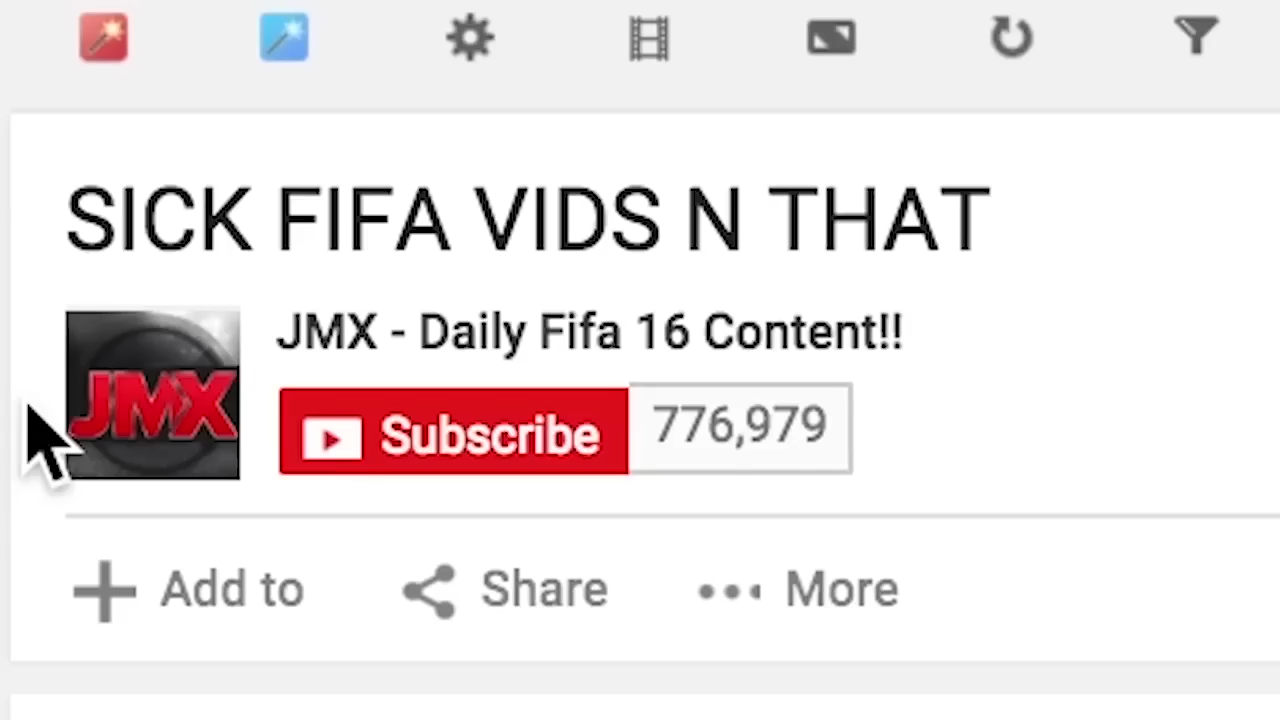 SICK FIFA VIDS N THAT
JMX
JMX - Daily Fifa 16 Content!!
Subscribe 776,979
Add to Share More